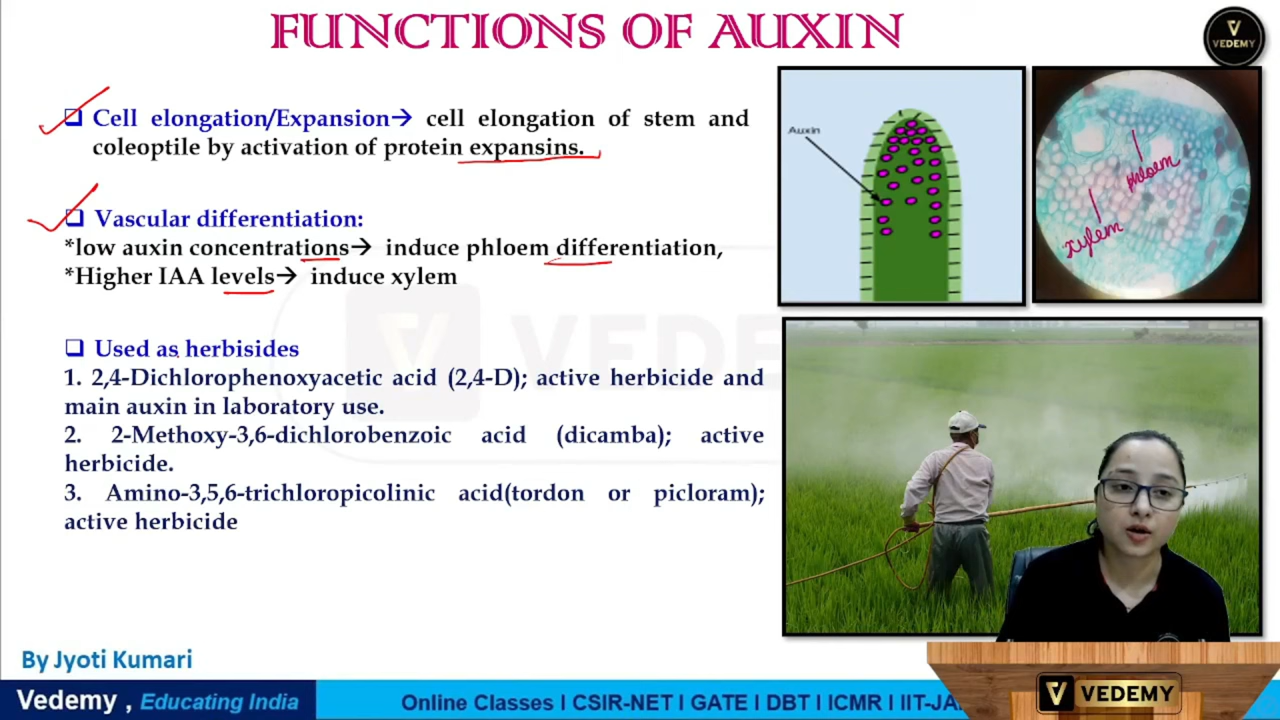 FUNCTIONS OF AUXIN
V
VEDEMY
❑ Cell elongation/Expansion→ cell elongation of stem and
coleoptile by activation of protein expansins.
❑ Vascular differentiation:
*low auxin concentrations→ induce phloem differentiation,
*Higher IAA levels→ induce xylem
❑ Used as herbisides
1. 2,4-Dichlorophenoxyacetic acid (2,4-D); active herbicide and
main auxin in laboratory use.
2. 2-Methoxy-3,6-dichlorobenzoic acid (dicamba); active
herbicide.
3. Amino-3,5,6-trichloropicolinic acid(tordon or picloram);
active herbicide
Auxin
phloem
xylem
V VEDE
By Jyoti Kumari
Vedemy , Educating India
Online Classes I CSIR-NET I GATE I DBT I ICMR I IIT-JA
V VEDEMY